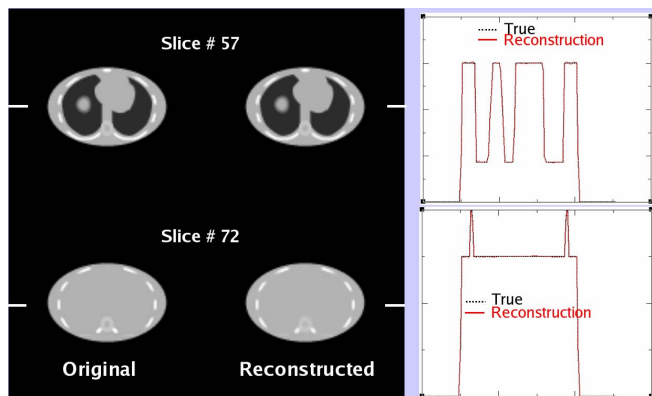 Slice # 57
Slice # 72
Original
Reconstructed
True
Reconstruction
True
Reconstruction